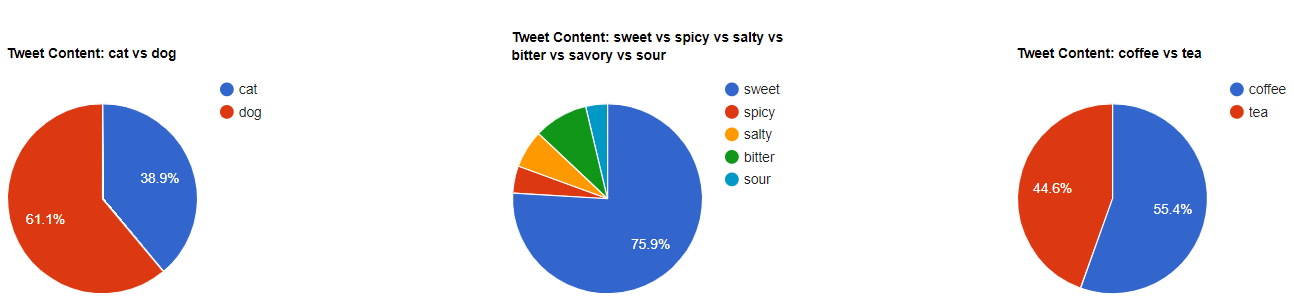 Tweet Content: cat vs dog
cat
dog
38.9%
61.1%
Tweet Content: sweet vs spicy vs salty vs
bitter vs savory vs sour
sweet
spicy
salty
bitter
sour
75.9%
Tweet Content: coffee vs tea
coffee
tea
44.6%
55.4%